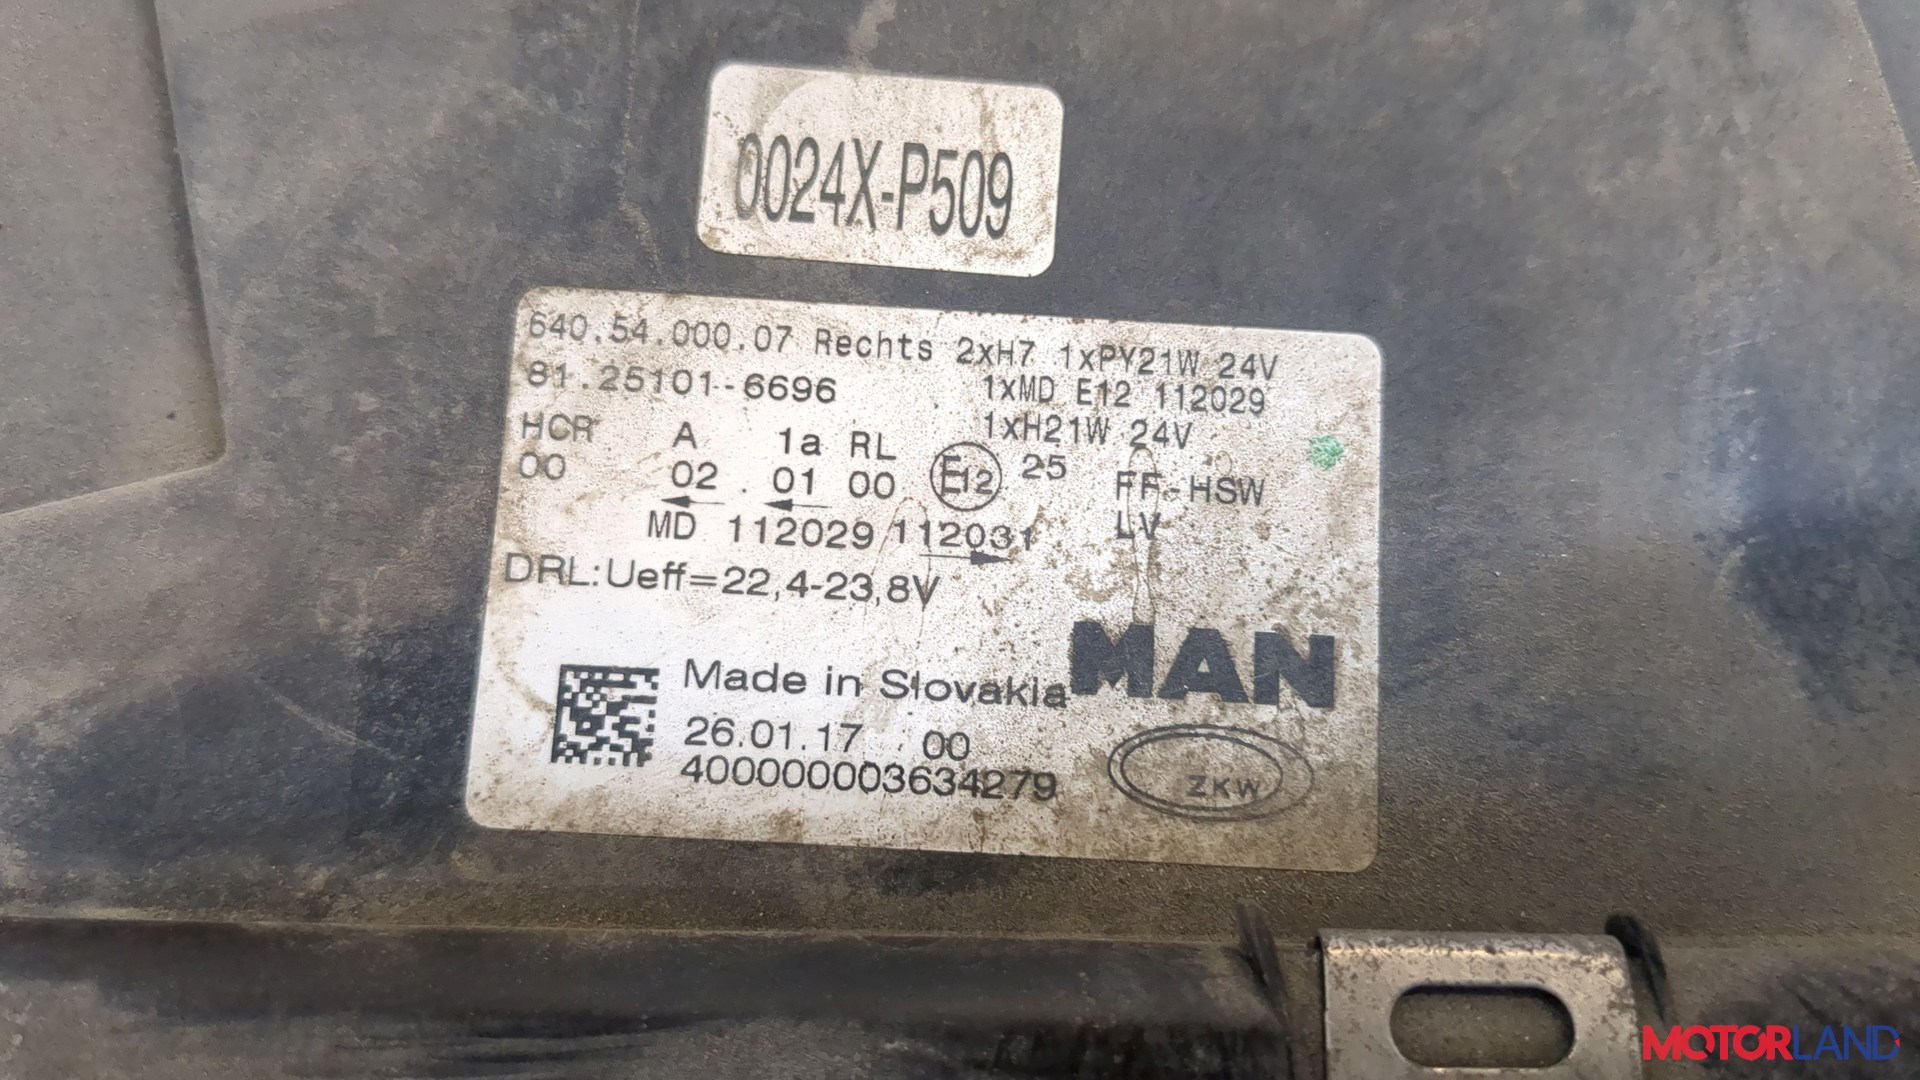 0024X-P509
640.54.000.07 Rechts 2xH7 1xPY21W 24V
81.25101-6696 1xMD E12 112029
1xH21W 24V
HCR A 1a RL
00 02 . 01 00 E12 25 FF-HSW
MD 112029 112031 LV
DRL:Ueff=22,4-23,8V
MAN
Made in Slovakia
26.01.17 00
400000003634279
ZKW
MOTORLAND